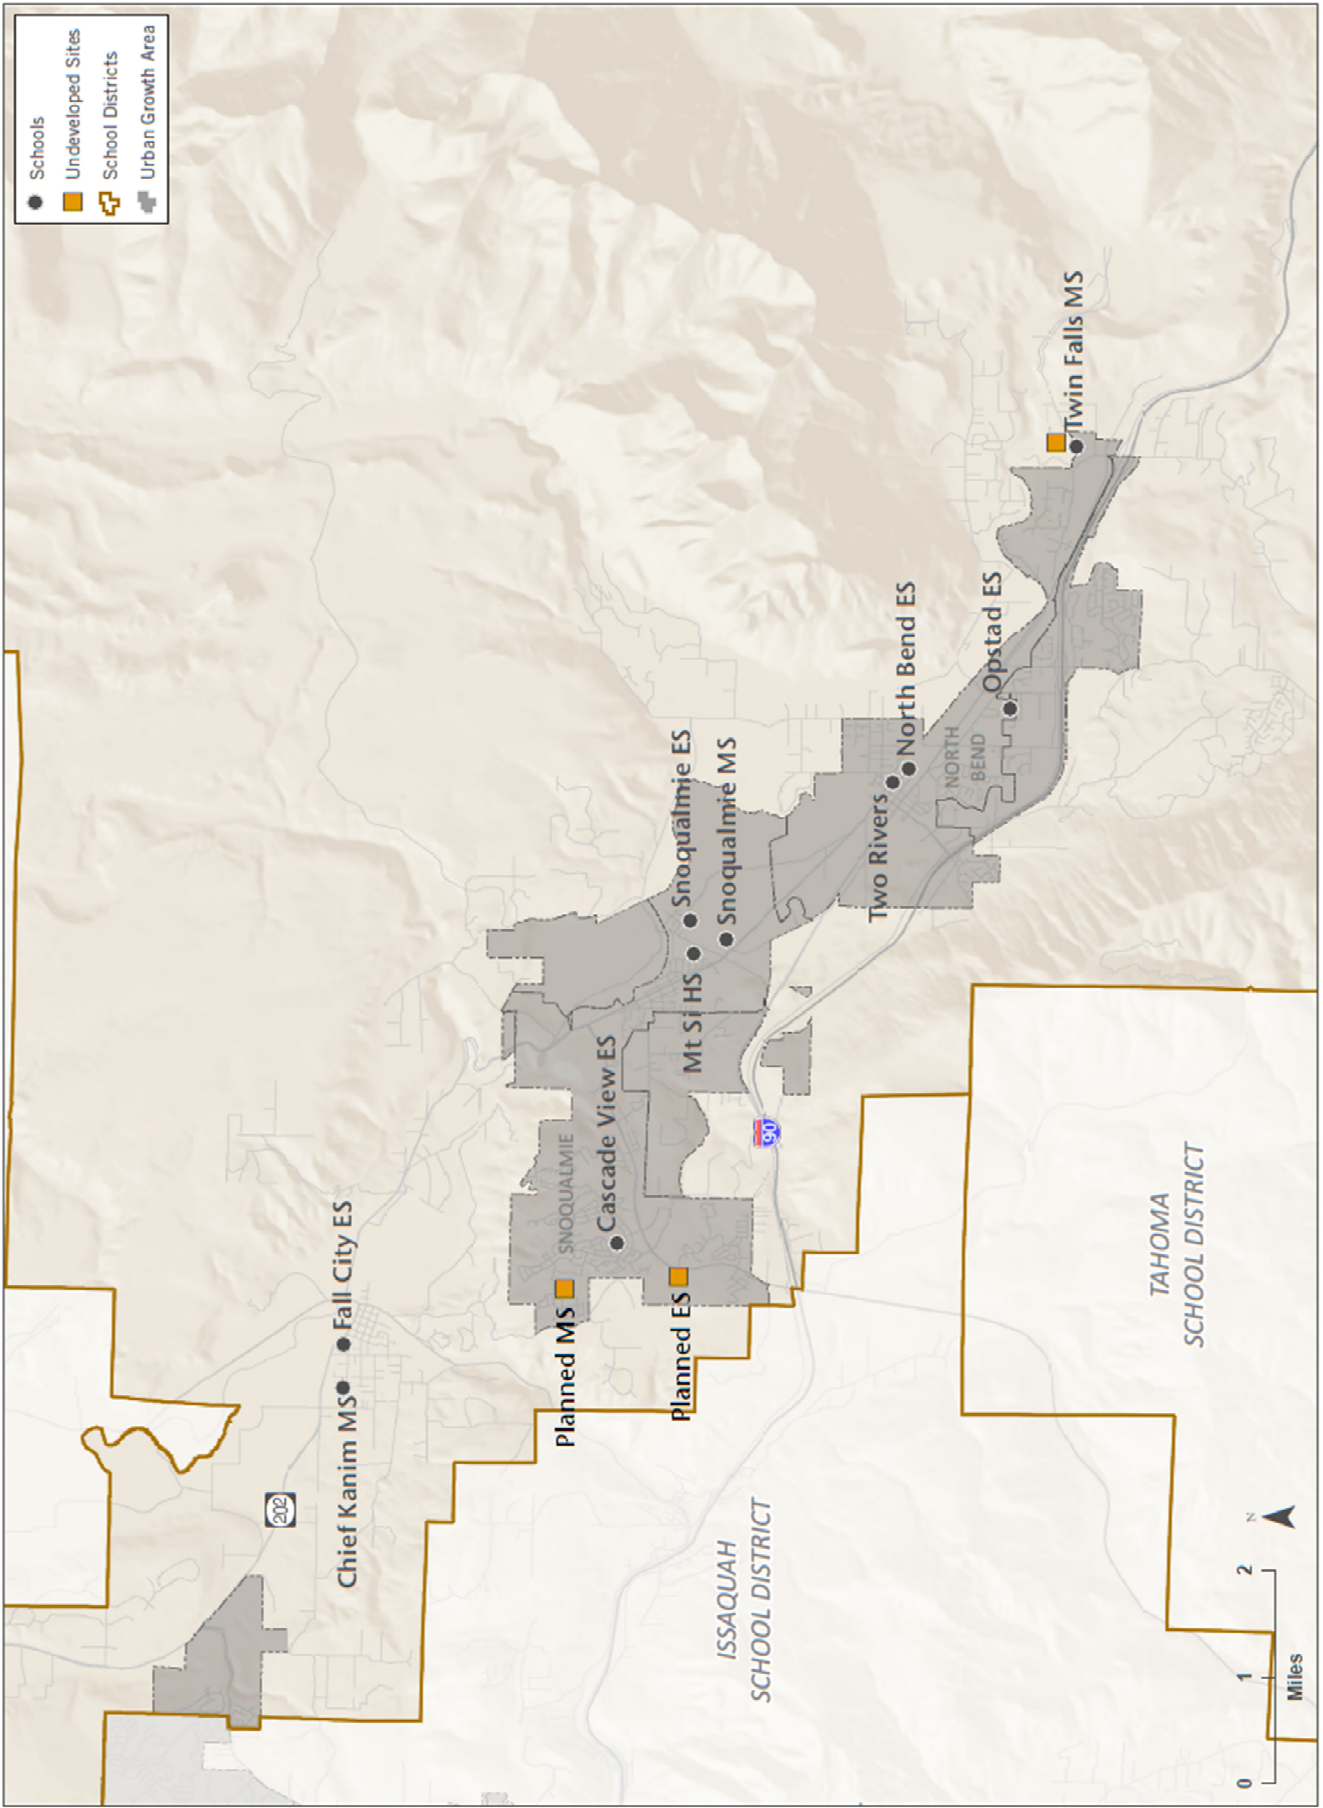 Schools
Undeveloped Sites
School Districts
Urban Growth Area
202
Chief Kanim MS
Fall City ES
Planned MS
SNOQUALMIE
Cascade View ES
Planned ES
Mt Si HS
Snoqualmie ES
Snoqualmie MS
90
Two Rivers
North Bend ES
NORTH
BEND
Opstad ES
Twin Falls MS
ISSAQUAH
SCHOOL DISTRICT
TAHOMA
SCHOOL DISTRICT
N
0 1 2
Miles